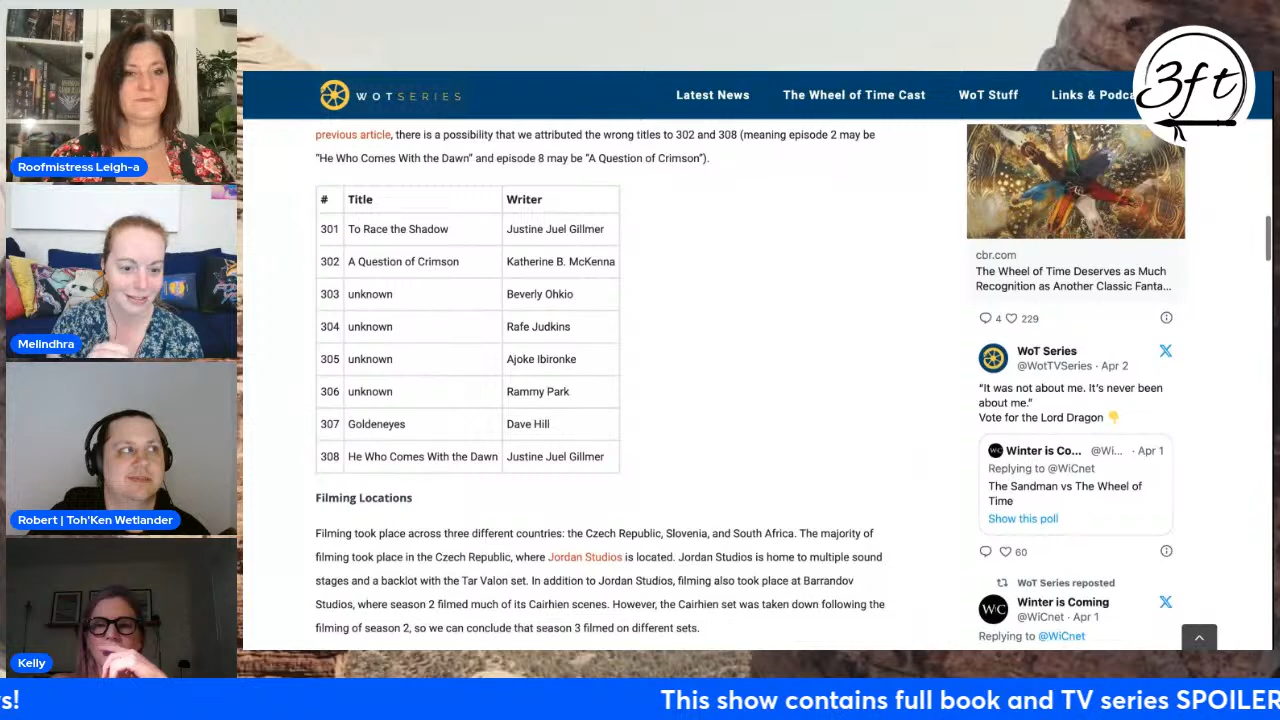 Roofmistress Leigh-a
Melindhra
Robert | Toh'Ken Wetlander
Kelly
WOTSERIES
Latest News
The Wheel of Time Cast
WoT Stuff
Links & Podca
3ft
previous article, there is a possibility that we attributed the wrong titles to 302 and 308 (meaning episode 2 may be
"He Who Comes With the Dawn" and episode 8 may be "A Question of Crimson").
# Title Writer
301 To Race the Shadow Justine Juel Gillmer
302 A Question of Crimson Katherine B. McKenna
303 unknown Beverly Ohkio
304 unknown Rafe Judkins
305 unknown Ajoke Ibironke
306 unknown Rammy Park
307 Goldeneyes Dave Hill
308 He Who Comes With the Dawn Justine Juel Gillmer
Filming Locations
Filming took place across three different countries: the Czech Republic, Slovenia, and South Africa. The majority of
filming took place in the Czech Republic, where Jordan Studios is located. Jordan Studios is home to multiple sound
stages and a backlot with the Tar Valon set. In addition to Jordan Studios, filming also took place at Barrandov
Studios, where season 2 filmed much of its Cairhien scenes. However, the Cairhien set was taken down following the
filming of season 2, so we can conclude that season 3 filmed on different sets.
cbr.com
The Wheel of Time Deserves as Much
Recognition as Another Classic Fanta...
4 229
WoT Series
@WotTVSeries · Apr 2
"It was not about me. It's never been
about me."
Vote for the Lord Dragon 👇
Winter is Co... @Wi... · Apr 1
Replying to @WiCnet
The Sandman vs The Wheel of
Time
Show this poll
60
WoT Series reposted
Winter is Coming
@WiCnet · Apr 1
Replying to @WiCnet
s!
This show contains full book and TV series SPOILER